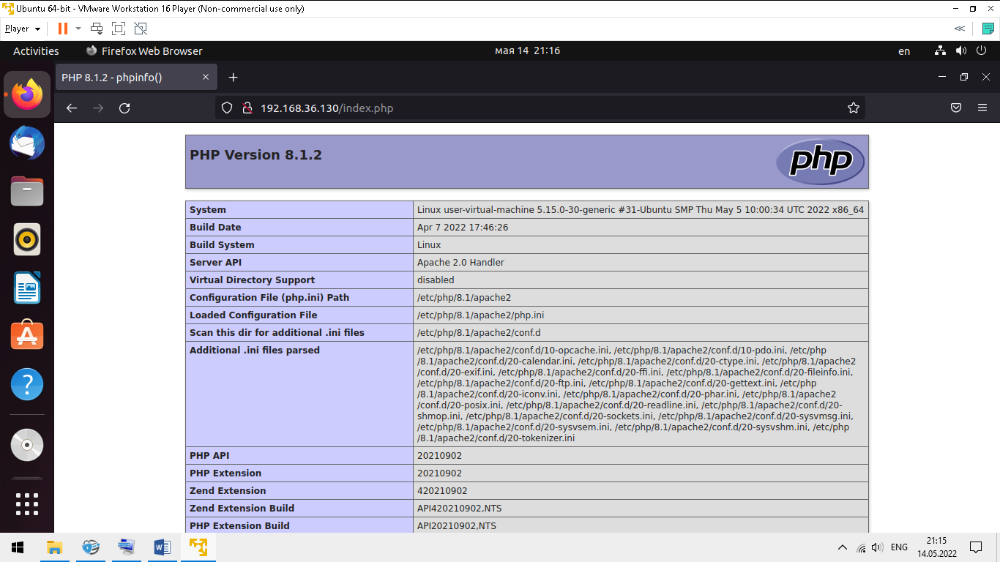 Ubuntu 64-bit - VMware Workstation 16 Player (Non-commercial use only)
Player
Activities Firefox Web Browser мая 14 21:16 en
PHP 8.1.2 - phpinfo()
192.168.36.130/index.php
PHP Version 8.1.2 php
System Linux user-virtual-machine 5.15.0-30-generic #31-Ubuntu SMP Thu May 5 10:00:34 UTC 2022 x86_64
Build Date Apr 7 2022 17:46:26
Build System Linux
Server API Apache 2.0 Handler
Virtual Directory Support disabled
Configuration File (php.ini) Path /etc/php/8.1/apache2
Loaded Configuration File /etc/php/8.1/apache2/php.ini
Scan this dir for additional .ini files /etc/php/8.1/apache2/conf.d
Additional .ini files parsed /etc/php/8.1/apache2/conf.d/10-opcache.ini, /etc/php/8.1/apache2/conf.d/10-pdo.ini, /etc/php
/8.1/apache2/conf.d/20-calendar.ini, /etc/php/8.1/apache2/conf.d/20-ctype.ini, /etc/php/8.1/apache2
/conf.d/20-exif.ini, /etc/php/8.1/apache2/conf.d/20-ffi.ini, /etc/php/8.1/apache2/conf.d/20-fileinfo.ini,
/etc/php/8.1/apache2/conf.d/20-ftp.ini, /etc/php/8.1/apache2/conf.d/20-gettext.ini, /etc/php
/8.1/apache2/conf.d/20-iconv.ini, /etc/php/8.1/apache2/conf.d/20-phar.ini, /etc/php/8.1/apache2
/conf.d/20-posix.ini, /etc/php/8.1/apache2/conf.d/20-readline.ini, /etc/php/8.1/apache2/conf.d/20-
shmop.ini, /etc/php/8.1/apache2/conf.d/20-sockets.ini, /etc/php/8.1/apache2/conf.d/20-sysvmsg.ini,
/etc/php/8.1/apache2/conf.d/20-sysvsem.ini, /etc/php/8.1/apache2/conf.d/20-sysvshm.ini, /etc/php
/8.1/apache2/conf.d/20-tokenizer.ini
PHP API 20210902
PHP Extension 20210902
Zend Extension 420210902
Zend Extension Build API420210902,NTS
PHP Extension Build API20210902,NTS
ENG
21:15
14.05.2022